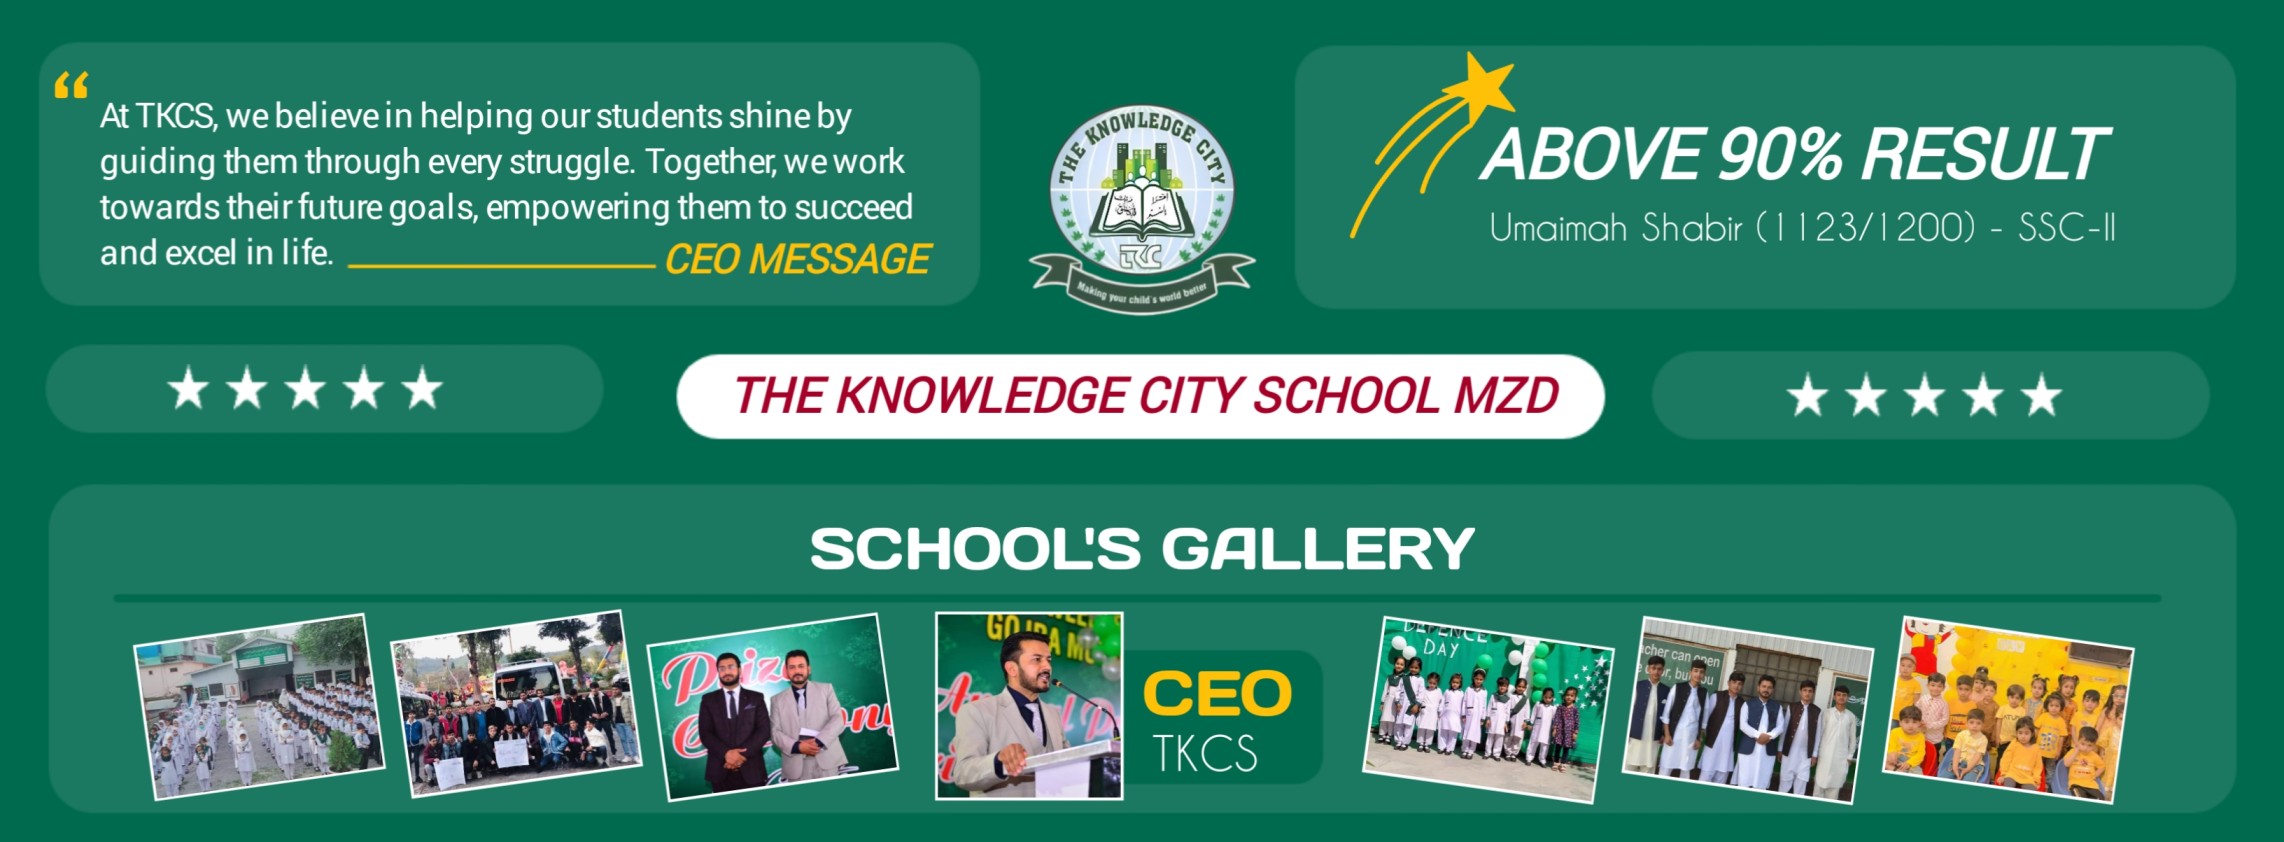 At TKCS, we believe in helping our students shine by
guiding them through every struggle. Together, we work
towards their future goals, empowering them to succeed
and excel in life.
CEO MESSAGE
THE KNOWLEDGE CITY
TKC
Making your child's world better
ABOVE 90% RESULT
Umaimah Shabir (1123/1200) - SSC-II
THE KNOWLEDGE CITY SCHOOL MZD
SCHOOL'S GALLERY
GOJRA
CEO
TKCS
DEFENCE
DAY
can open